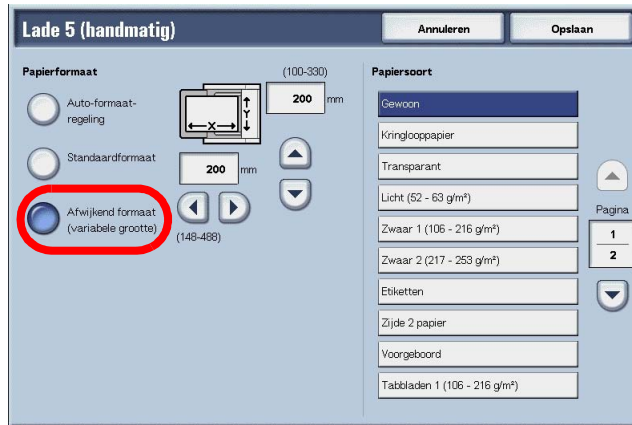 Lade 5 (handmatig)
Annuleren
Opslaan
Papierformaat
(100-330)
200 mm
Auto-formaat-
regeling
X
Y
Standaardformaat
200 mm
Afwijkend formaat
(variabele grootte)
(148-488)
Papiersoort
Gewoon
Kringlooppapier
Transparant
Licht (52 - 63 g/m²)
Zwaar 1 (106 - 216 g/m²)
Zwaar 2 (217 - 253 g/m²)
Etiketten
Zijde 2 papier
Voorgeboord
Tabbladen 1 (106 - 216 g/m²)
Pagina
1
2